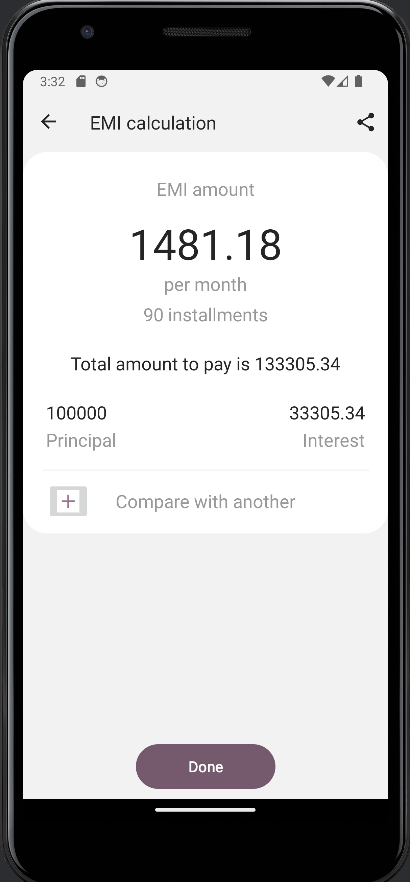 3:32
EMI calculation
EMI amount
1481.18
per month
90 installments
Total amount to pay is 133305.34
100000 33305.34
Principal Interest
Compare with another
Done